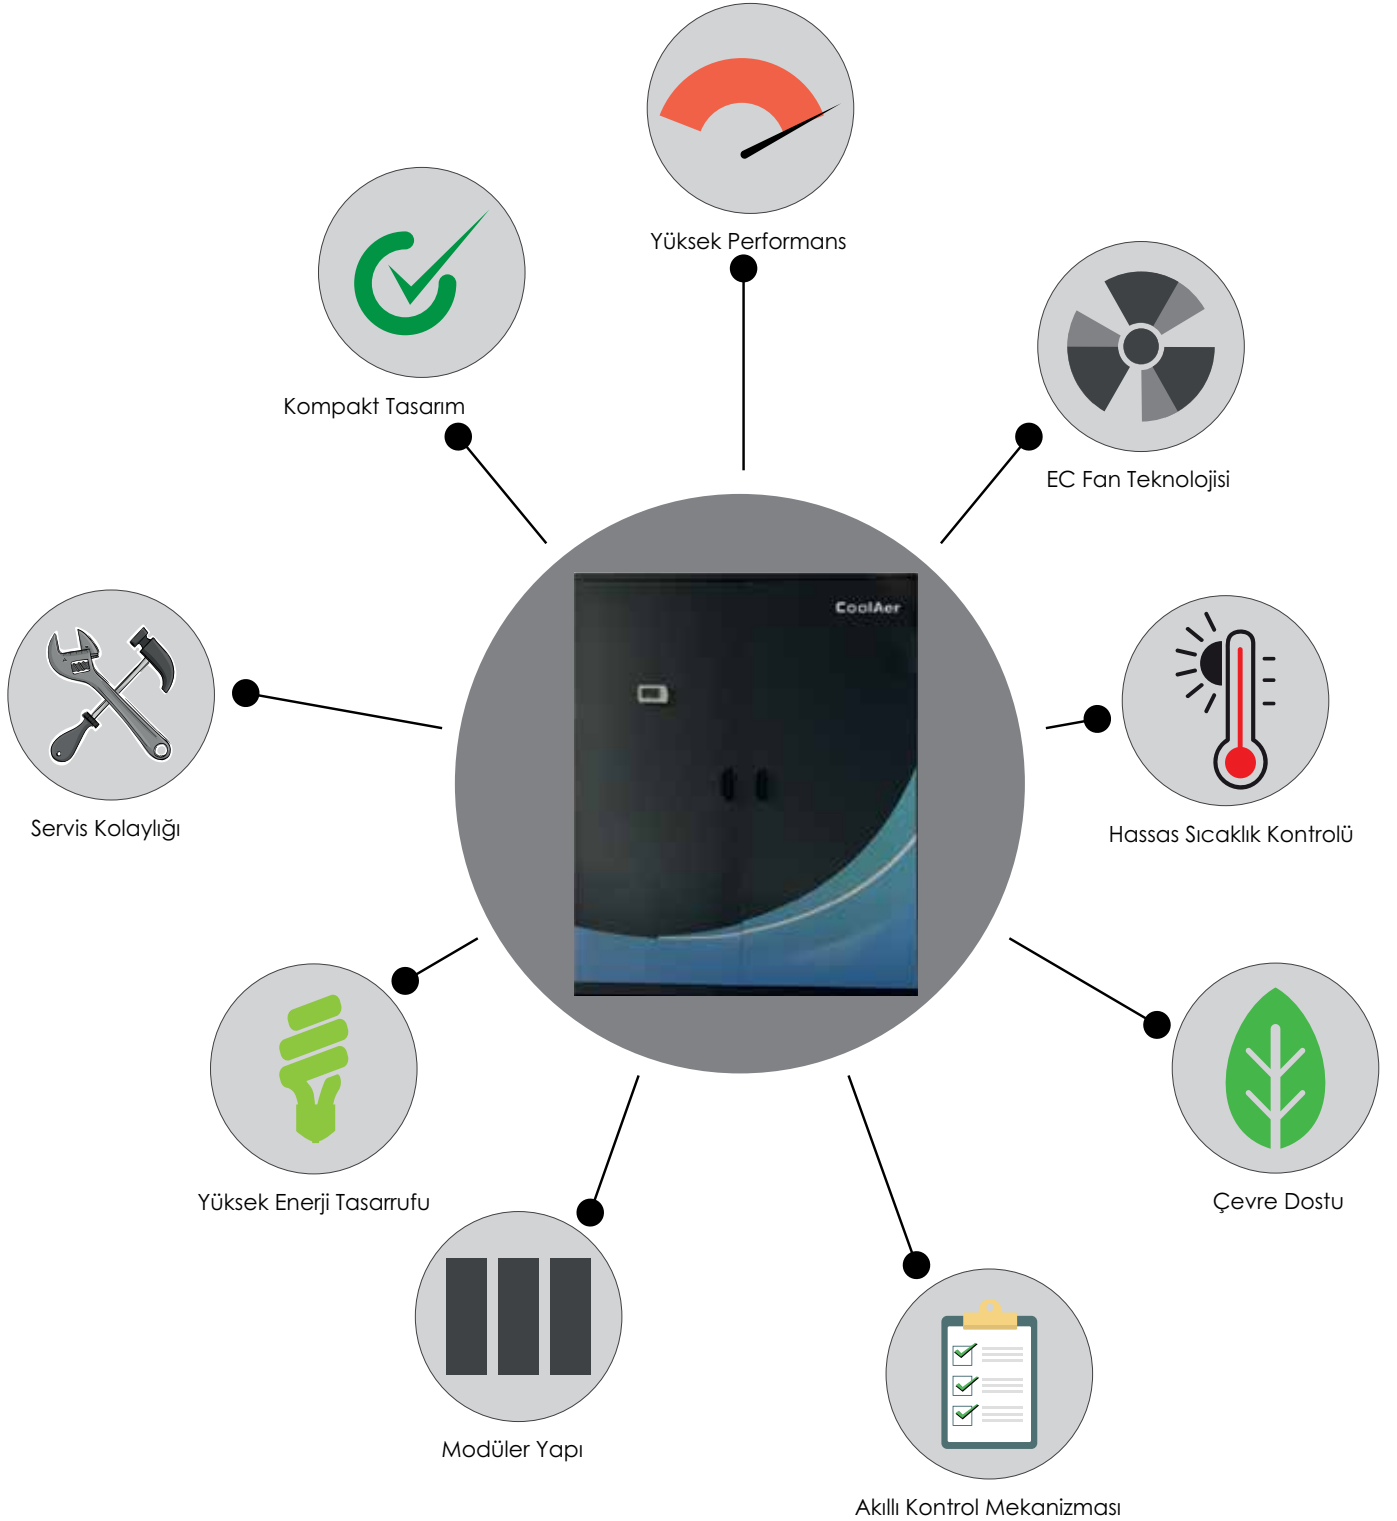 Yüksek Performans
Kompakt Tasarım
EC Fan Teknolojisi
CoolAer
Servis Kolaylığı
Hassas Sıcaklık Kontrolü
Yüksek Enerji Tasarrufu
Çevre Dostu
Modüler Yapı
Akıllı Kontrol Mekanizması